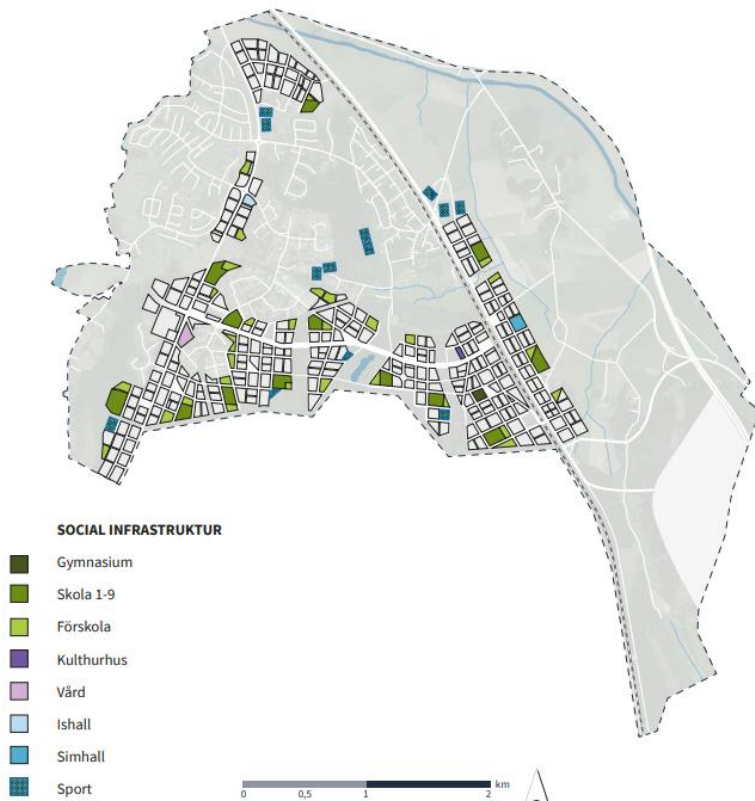 SOCIAL INFRASTRUKTUR
Gymnasium
Skola 1-9
Förskola
Kulthurhus
Vård
Ishall
Simhall
Sport
km
0 0,5 1 2